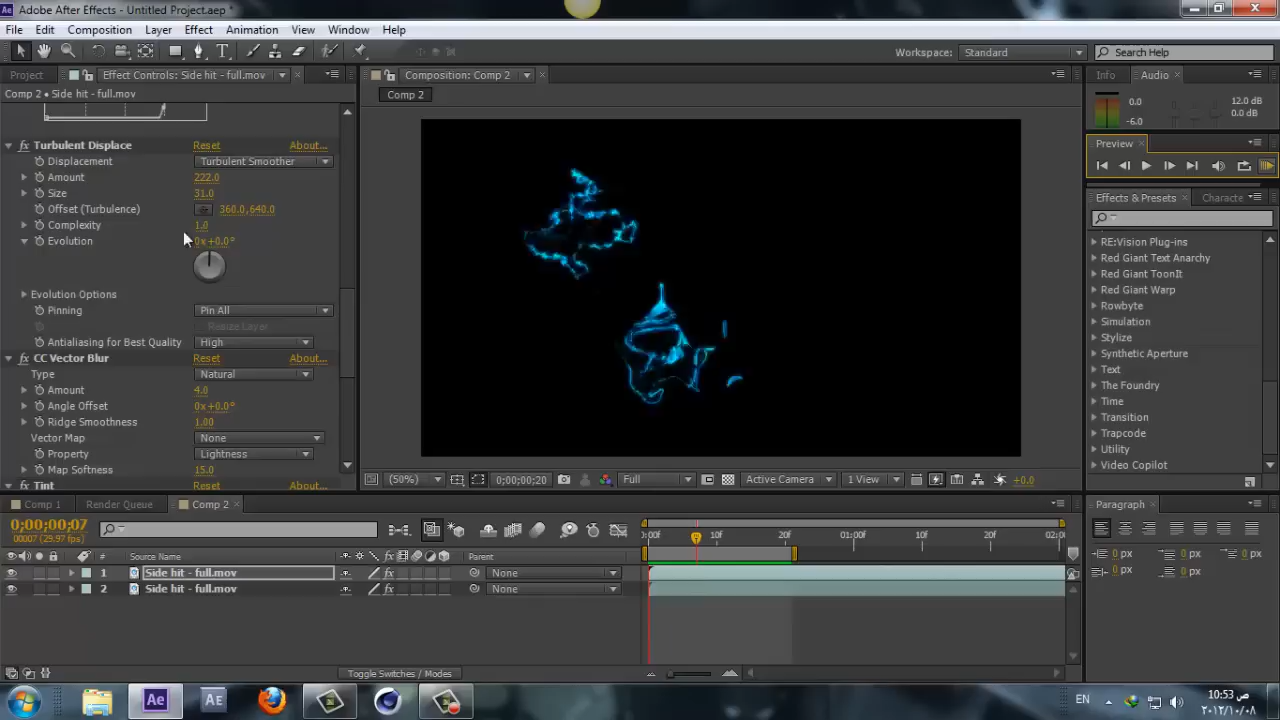 Adobe After Effects - Untitled Project.aep *
File Edit Composition Layer Effect Animation View Window Help
Workspace: Standard Search Help
Project Effect Controls: Side hit - full.mov Composition: Comp 2 Info Audio
Comp 2 • Side hit - full.mov
Comp 2
0.0 12.0 dB
0.0 dB
-6.0
Turbulent Displace Reset About...
Displacement Turbulent Smoother
Amount 222.0
Size 31.0
Offset (Turbulence) 360.0,640.0
Complexity 1.0
Evolution 0x+0.0°
Evolution Options
Pinning Pin All
Resize Layer
Antialiasing for Best Quality High
CC Vector Blur Reset About...
Type Natural
Amount 4.0
Angle Offset 0x+0.0°
Ridge Smoothness 1.00
Vector Map None
Property Lightness
Map Softness 15.0
Tint Reset About...
Preview
Effects & Presets Characte
RE:Vision Plug-ins
Red Giant Text Anarchy
Red Giant ToonIt
Red Giant Warp
Rowbyte
Simulation
Stylize
Synthetic Aperture
Text
The Foundry
Time
Transition
Trapcode
Utility
Video Copilot
(50%) 0;00;00;20 Full Active Camera 1 View +0.0
Comp 1 Render Queue Comp 2
0;00;00;07
00007 (29.97 fps)
# Source Name Parent
1 Side hit - full.mov None
2 Side hit - full.mov None
:00f 10f 20f 01:00f 10f 20f 02:0
Toggle Switches / Modes
Paragraph
0 px 0 px 0 px
0 px 0 px
Ae AE EN
10:53 ص
٢٠١٢/١٠/٠٨